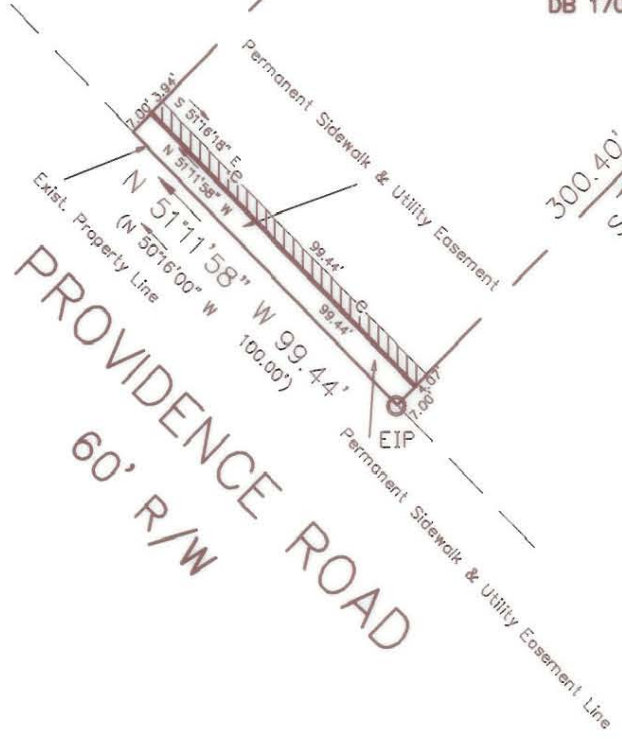 DB 170
Permanent Sidewalk & Utility Easement
300.40'
7.00' 3.94'
S 51°16'18" E
N 51°11'58" W
e
99.44'
99.44'
e
Exist. Property Line
N 51°11'58" W 99.44'
(N 50°16'00" W 100.00')
4.07'
7.00'
EIP
PROVIDENCE ROAD
60' R/W
Permanent Sidewalk & Utility Easement Line